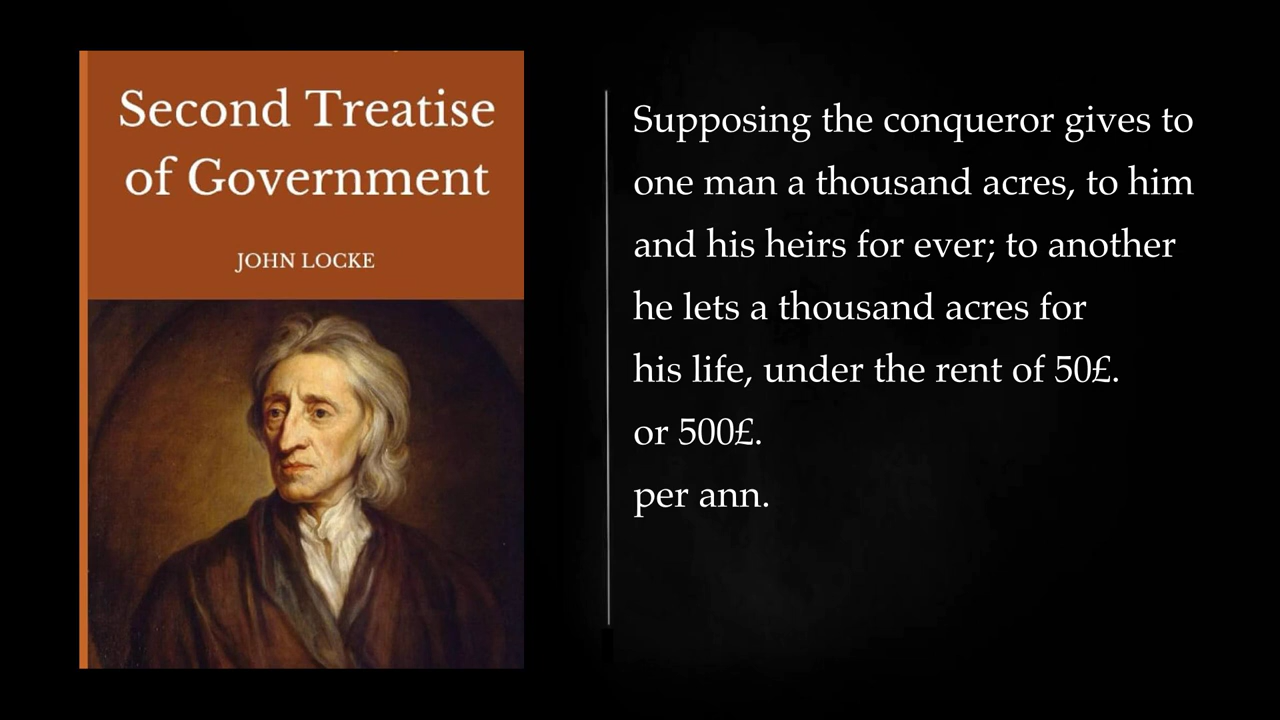 Second Treatise
of Government
JOHN LOCKE
Supposing the conqueror gives to
one man a thousand acres, to him
and his heirs for ever; to another
he lets a thousand acres for
his life, under the rent of 50£.
or 500£.
per ann.